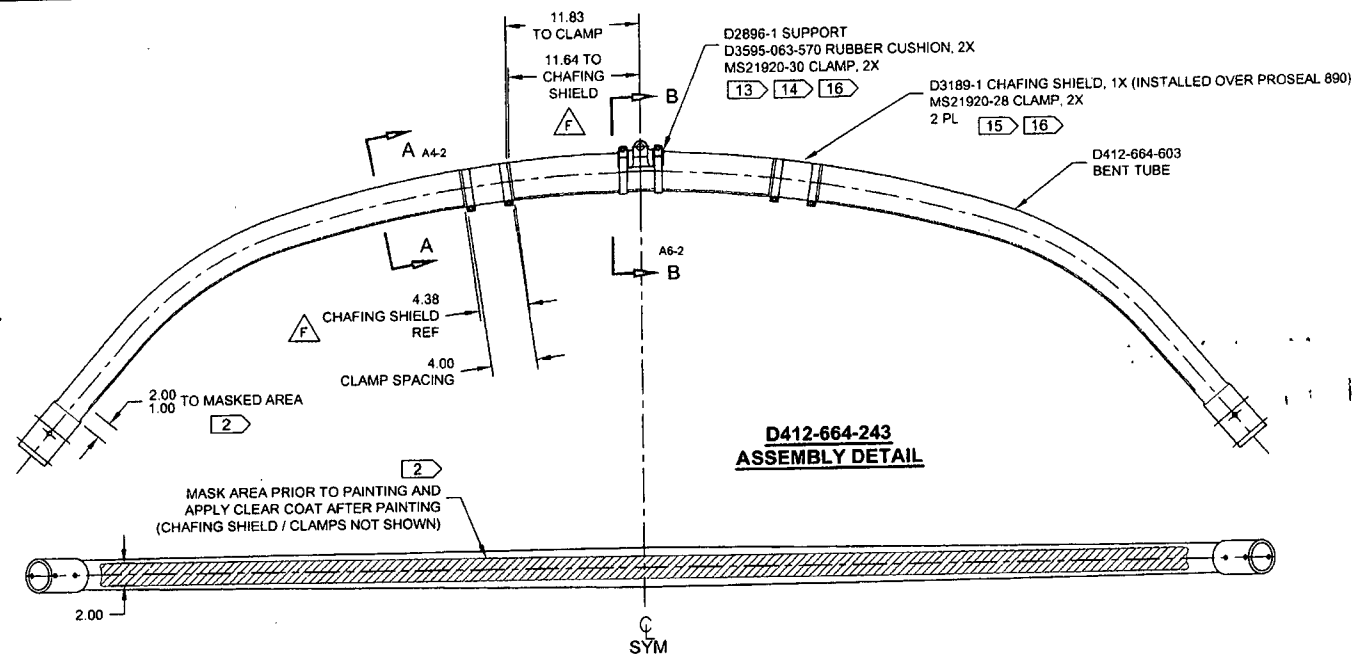 11.83
TO CLAMP
11.64 TO
CHAFING
SHIELD
F
B
D2896-1 SUPPORT
D3595-063-570 RUBBER CUSHION, 2X
MS21920-30 CLAMP, 2X
13 14 16
D3189-1 CHAFING SHIELD, 1X (INSTALLED OVER PROSEAL 890)
MS21920-28 CLAMP, 2X
2 PL 15 16
D412-664-603
BENT TUBE
A A4-2
A
A6-2
B
4.38
CHAFING SHIELD
REF
F
4.00
CLAMP SPACING
2.00
1.00 TO MASKED AREA
2
D412-664-243
ASSEMBLY DETAIL
2
MASK AREA PRIOR TO PAINTING AND
APPLY CLEAR COAT AFTER PAINTING
(CHAFING SHIELD / CLAMPS NOT SHOWN)
2.00
SYM